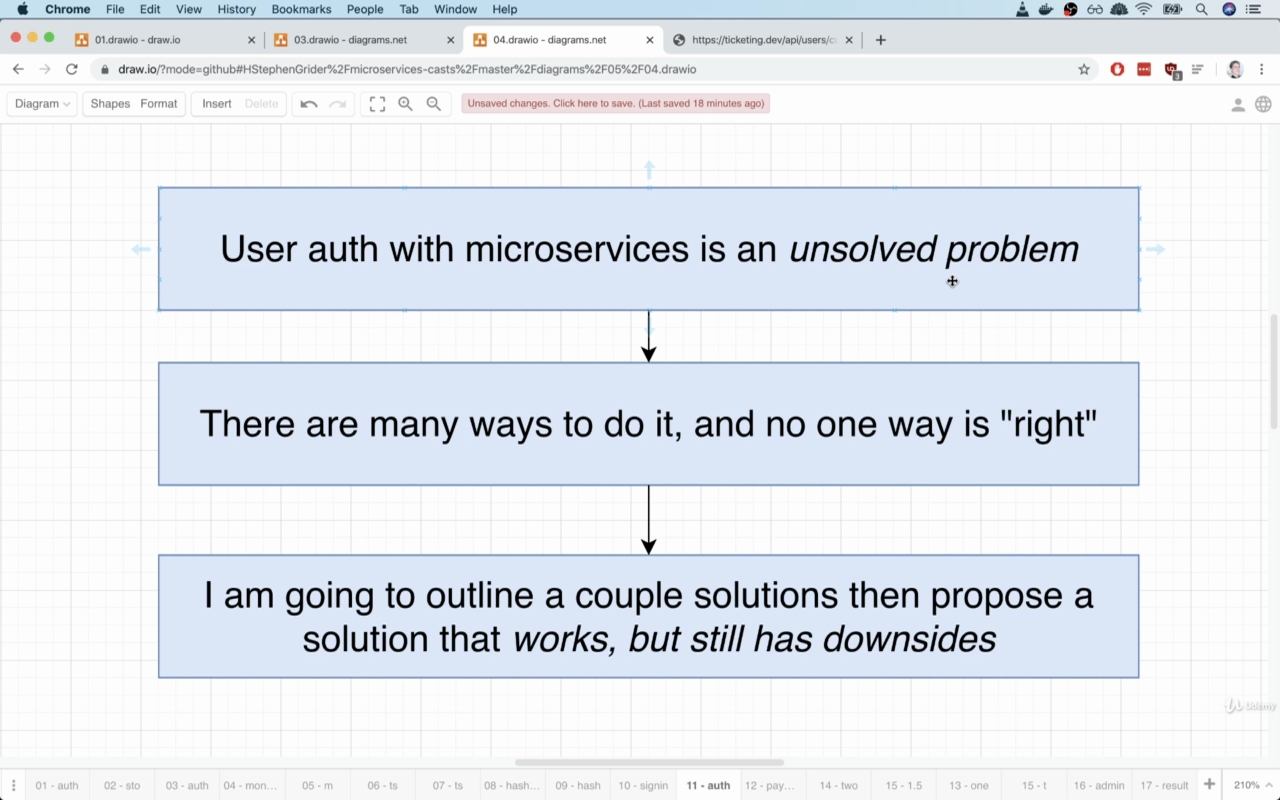 Chrome File Edit View History Bookmarks People Tab Window Help
01.drawio - draw.io 03.drawio - diagrams.net 04.drawio - diagrams.net https://ticketing.dev/api/users/c
draw.io/?mode=github#HStephenGrider%2Fmicroservices-casts%2Fmaster%2Fdiagrams%2F05%2F04.drawio
3
Diagram Shapes Format Insert Delete Unsaved changes. Click here to save. (Last saved 18 minutes ago)
User auth with microservices is an unsolved problem
There are many ways to do it, and no one way is "right"
I am going to outline a couple solutions then propose a
solution that works, but still has downsides
Udemy
01 - auth 02 - sto 03 - auth 04 - mon... 05 - m 06 - ts 07 - ts 08 - hash... 09 - hash 10 - signin 11 - auth 12 - pay... 14 - two 15 - 1.5 13 - one 15 - t 16 - admin 17 - result 210%